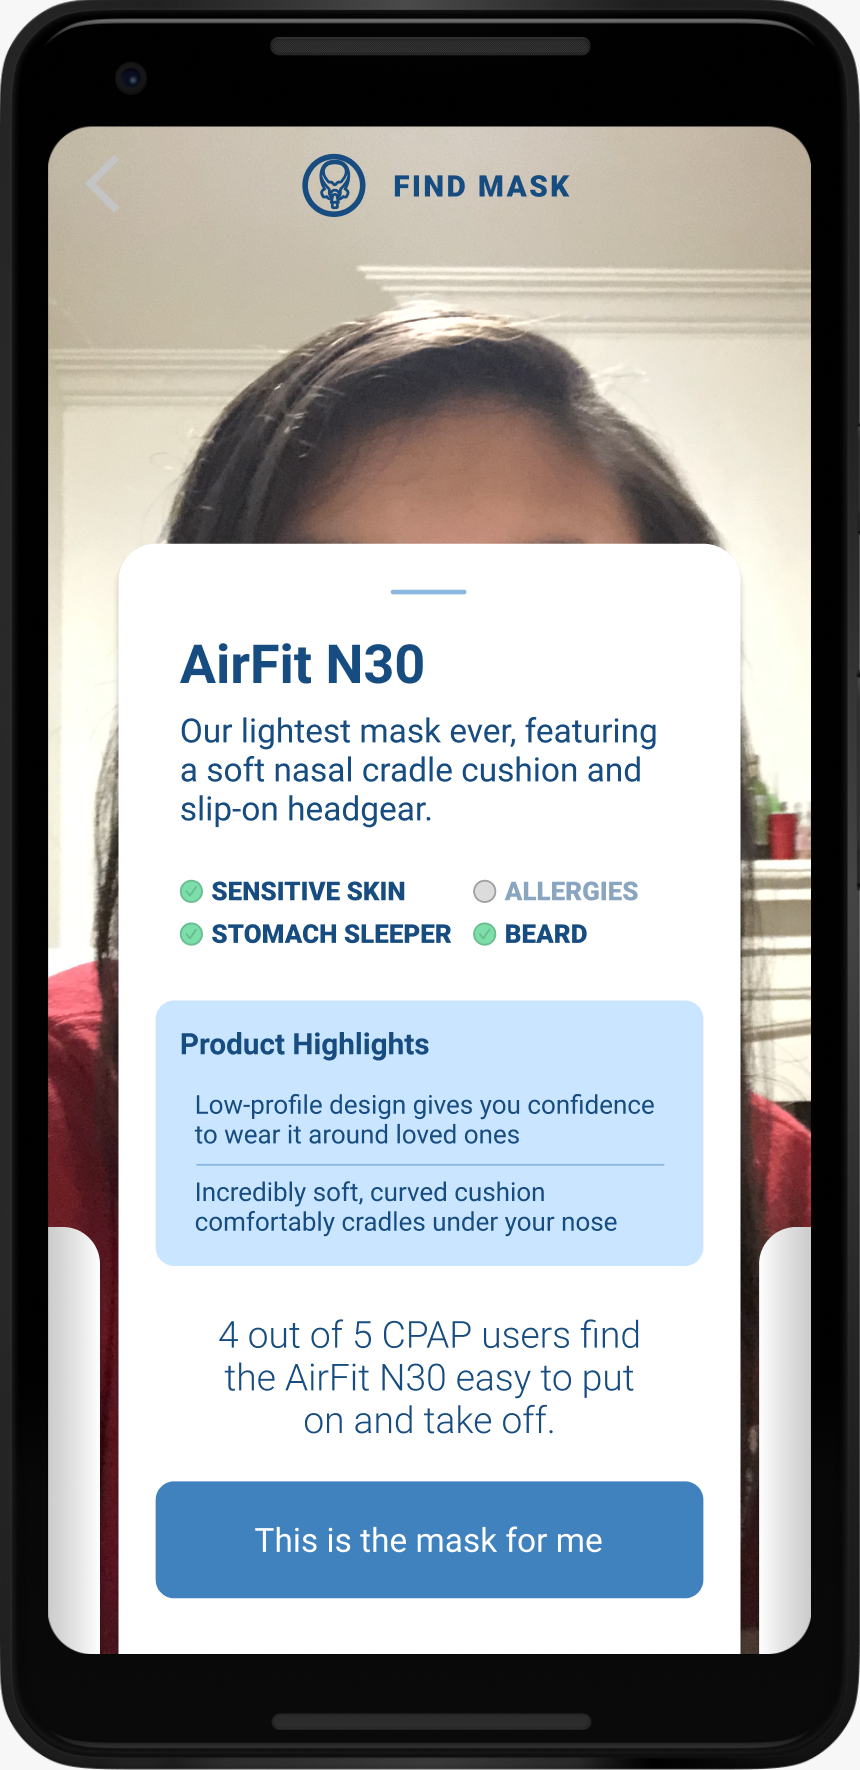 FIND MASK
AirFit N30
Our lightest mask ever, featuring
a soft nasal cradle cushion and
slip-on headgear.
SENSITIVE SKIN
ALLERGIES
STOMACH SLEEPER
BEARD
Product Highlights
Low-profile design gives you confidence
to wear it around loved ones
Incredibly soft, curved cushion
comfortably cradles under your nose
4 out of 5 CPAP users find
the AirFit N30 easy to put
on and take off.
This is the mask for me